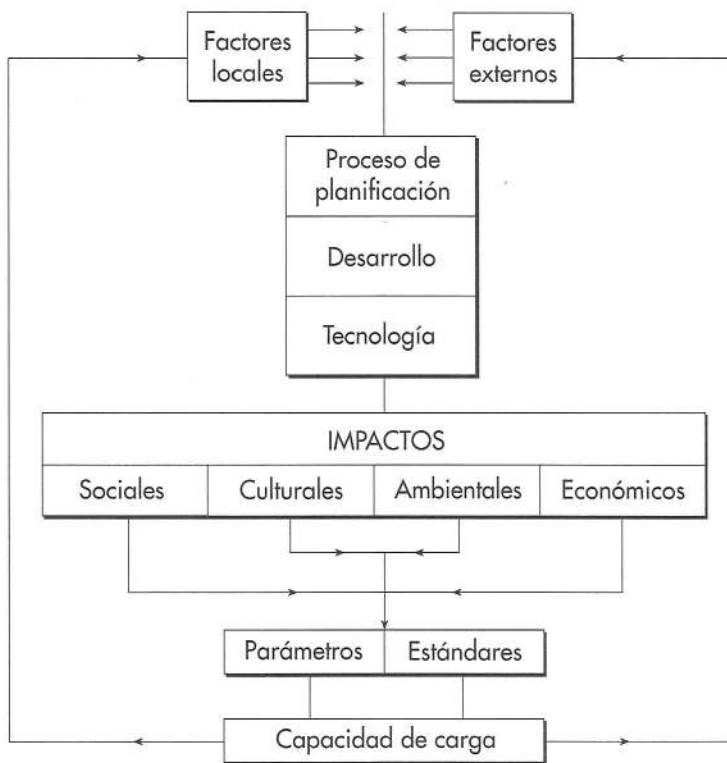 Factores
locales
Factores
externos
Proceso de
planificación
Desarrollo
Tecnología
IMPACTOS
Sociales
Culturales
Ambientales
Económicos
Parámetros
Estándares
Capacidad de carga